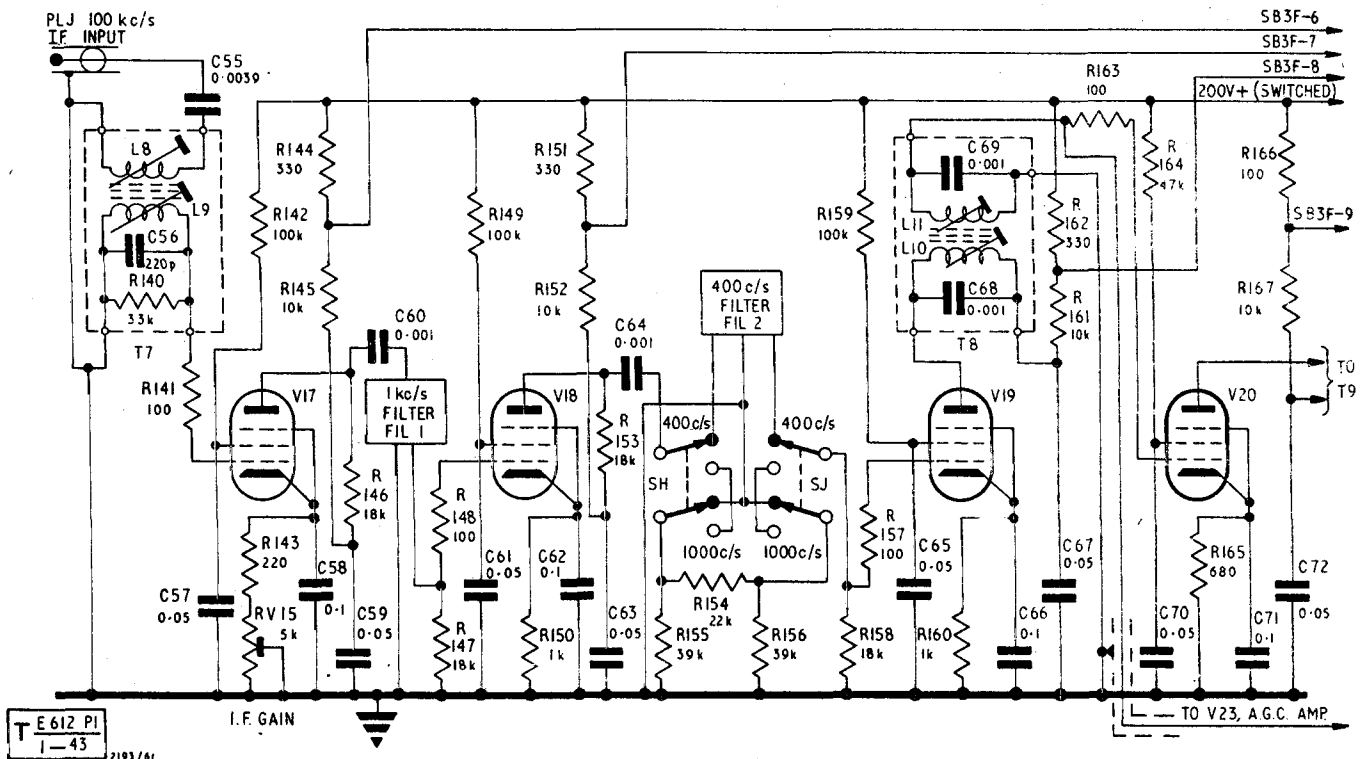 PLJ 100 kc/s
I.F. INPUT
C55
0·0039
SB3F-6
SB3F-7
SB3F-8
200V+ (SWITCHED)
R163
100
L8
L9
C56
220p
R140
33k
T7
R141
100
R142
100k
R144
330
R145
10k
C60
0·001
1kc/s
FILTER
FIL 1
R149
100k
R151
330
R152
10k
C64
0·001
400c/s
FILTER
FIL 2
R159
100k
C69
0·001
L11
L10
C68
0·001
T8
R
162
330
R
161
10k
R
164
47k
R166
100
SB3F-9
R167
10k
TO
T9
V17
V18
V19
V20
R
146
18k
R
148
100
R
153
18k
400c/s
400c/s
SH
SJ
1000c/s
1000c/s
R
157
100
R143
220
RV15
5k
C57
0·05
C58
0·1
C59
0·05
R
147
18k
C61
0·05
C62
0·1
R150
1k
C63
0·05
R154
22k
R155
39k
R156
39k
R158
18k
C65
0·05
R160
1k
C66
0·1
C67
0·05
C70
0·05
R165
680
C71
0·1
C72
0·05
I.F. GAIN
TO V23, A.G.C. AMP.
T E 612 P1
1—43
2193/61